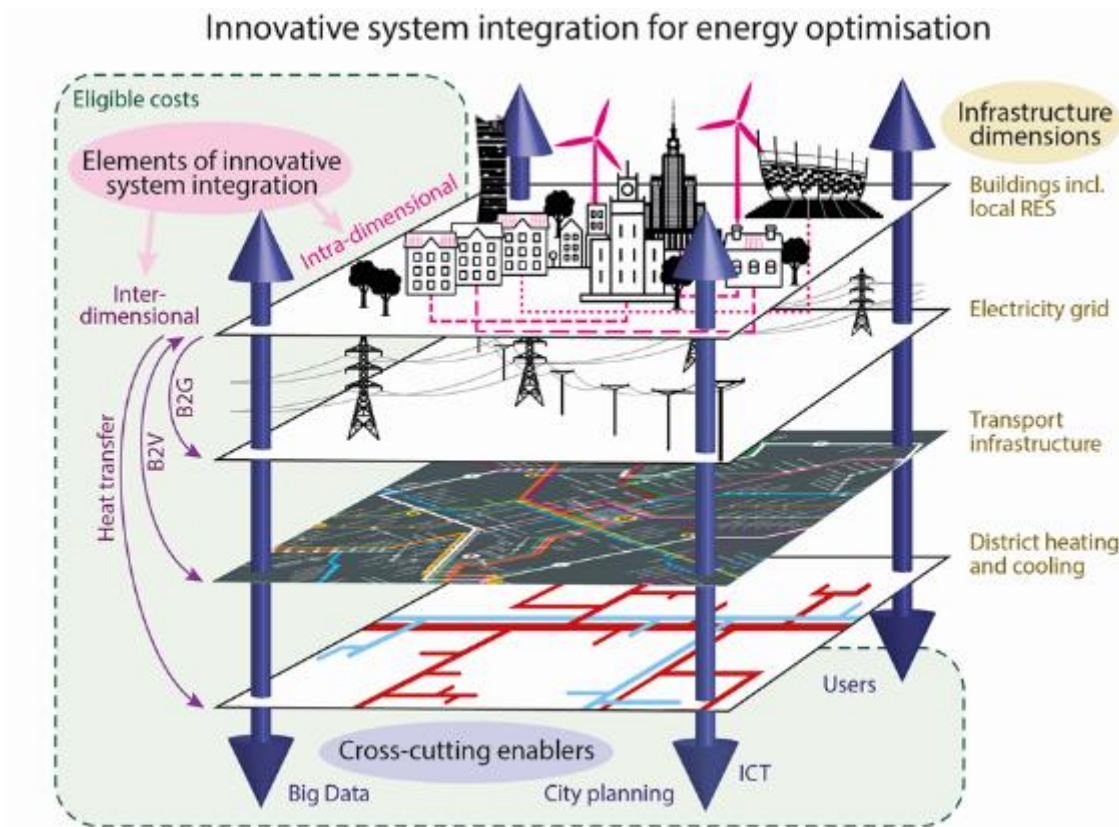 Innovative system integration for energy optimisation
Eligible costs
Elements of innovative
system integration
Intra-dimensional
Inter-
dimensional
B2G
B2V
Heat transfer
Infrastructure
dimensions
Buildings incl.
local RES
Electricity grid
Transport
infrastructure
District heating
and cooling
Users
Cross-cutting enablers
ICT
Big Data
City planning